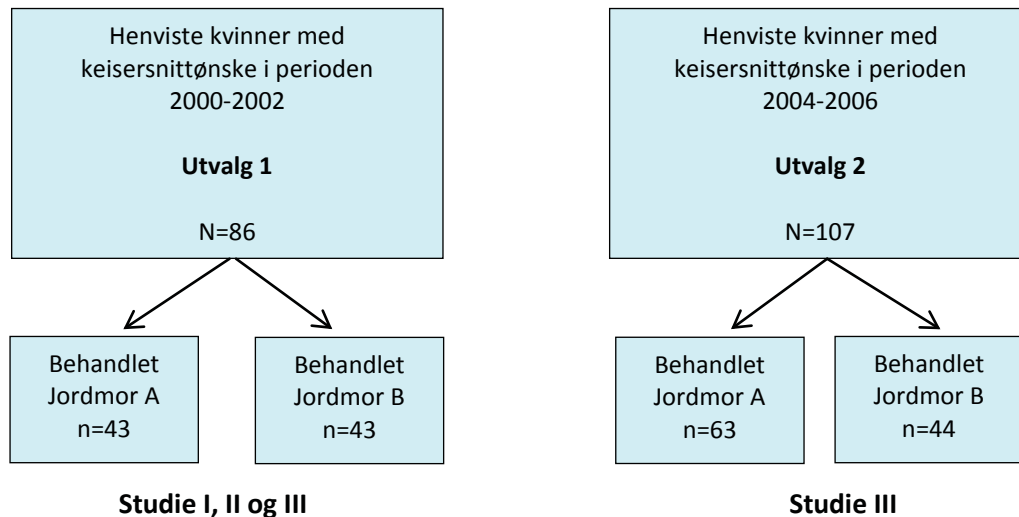 Henviste kvinner med
keisersnittønske i perioden
2000-2002
Utvalg 1
N=86
Behandlet
Jordmor A
n=43
Behandlet
Jordmor B
n=43
Studie I, II og III
Henviste kvinner med
keisersnittønske i perioden
2004-2006
Utvalg 2
N=107
Behandlet
Jordmor A
n=63
Behandlet
Jordmor B
n=44
Studie III